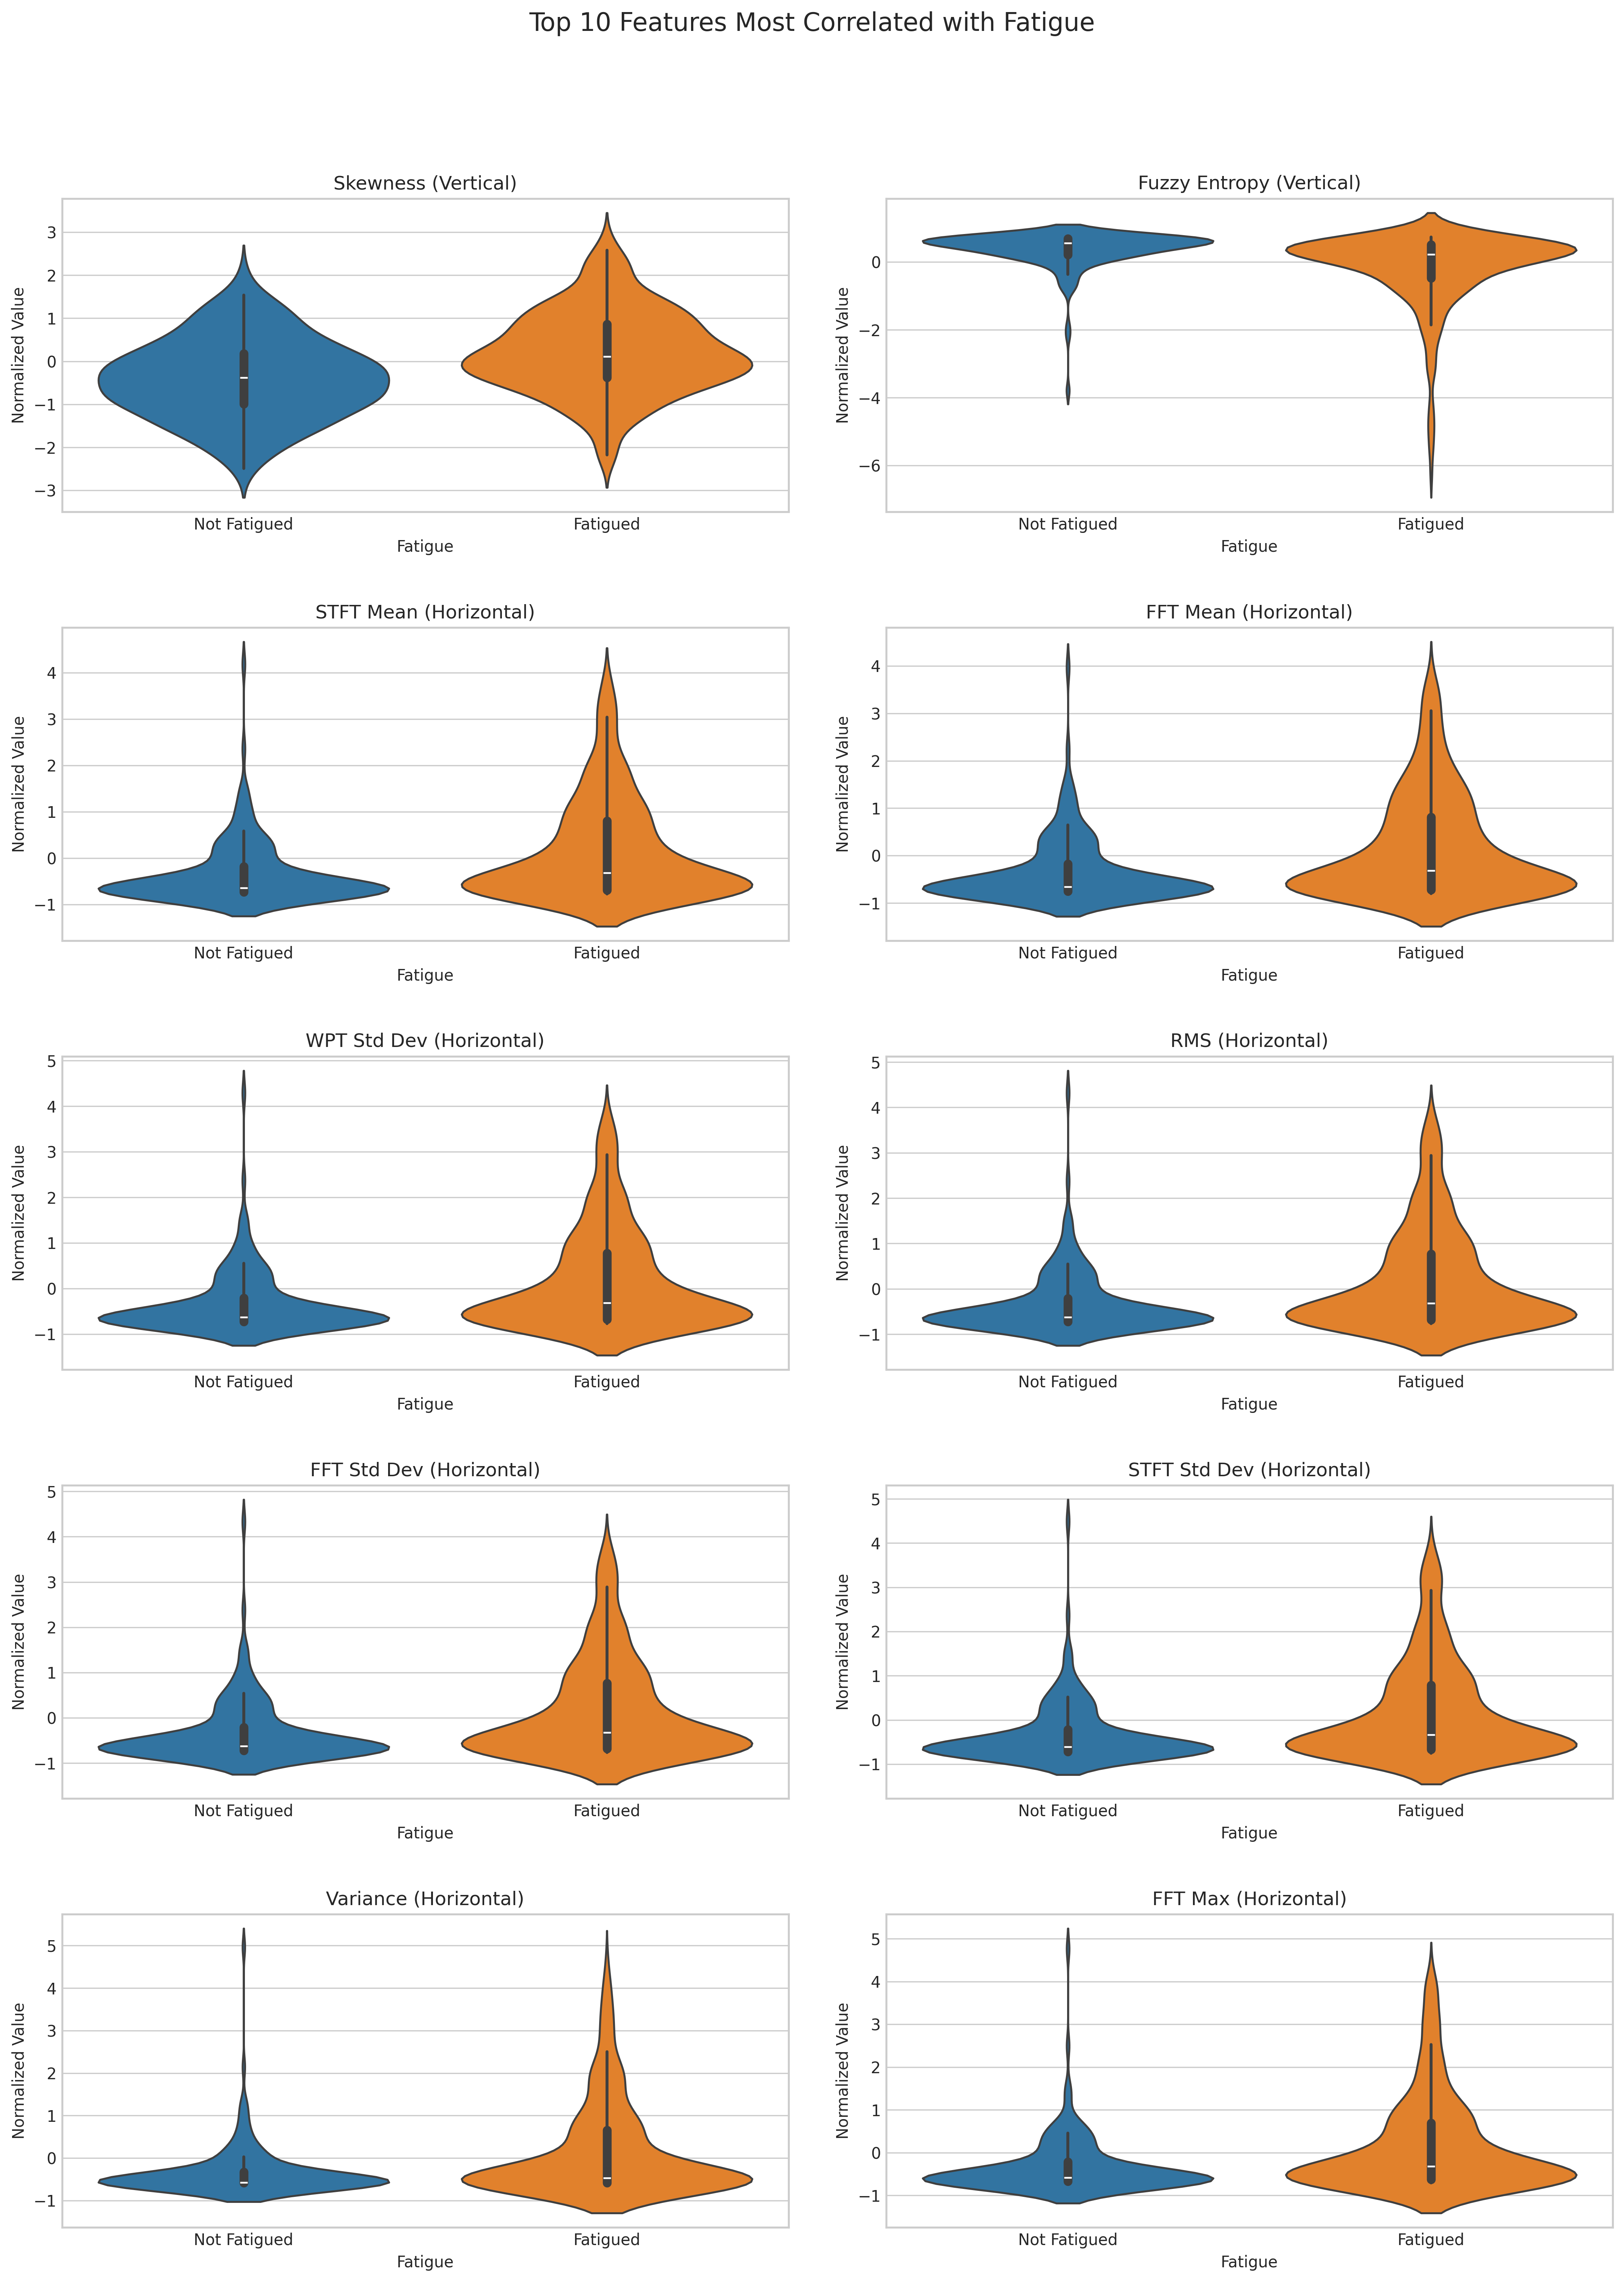 Top 10 Features Most Correlated with Fatigue
Skewness (Vertical)
Normalized Value
3
2
1
0
−1
−2
−3
Not Fatigued
Fatigued
Fatigue
Fuzzy Entropy (Vertical)
Normalized Value
0
−2
−4
−6
Not Fatigued
Fatigued
Fatigue
STFT Mean (Horizontal)
Normalized Value
4
3
2
1
0
−1
Not Fatigued
Fatigued
Fatigue
FFT Mean (Horizontal)
Normalized Value
4
3
2
1
0
−1
Not Fatigued
Fatigued
Fatigue
WPT Std Dev (Horizontal)
Normalized Value
5
4
3
2
1
0
−1
Not Fatigued
Fatigued
Fatigue
RMS (Horizontal)
Normalized Value
5
4
3
2
1
0
−1
Not Fatigued
Fatigued
Fatigue
FFT Std Dev (Horizontal)
Normalized Value
5
4
3
2
1
0
−1
Not Fatigued
Fatigued
Fatigue
STFT Std Dev (Horizontal)
Normalized Value
5
4
3
2
1
0
−1
Not Fatigued
Fatigued
Fatigue
Variance (Horizontal)
Normalized Value
5
4
3
2
1
0
−1
Not Fatigued
Fatigued
Fatigue
FFT Max (Horizontal)
Normalized Value
5
4
3
2
1
0
−1
Not Fatigued
Fatigued
Fatigue